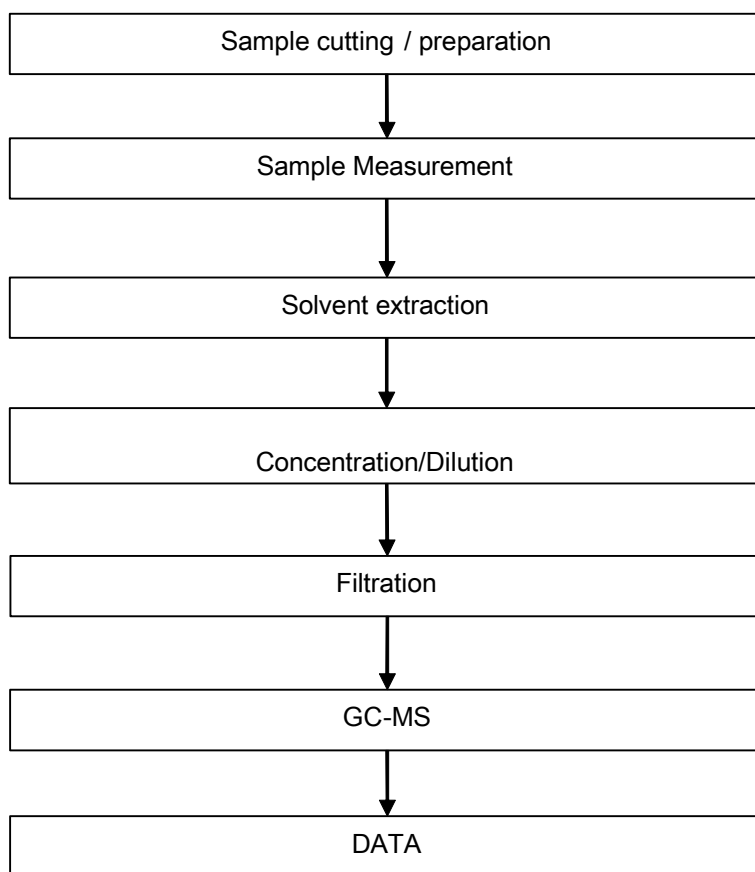 Sample cutting / preparation
Sample Measurement
Solvent extraction
Concentration/Dilution
Filtration
GC-MS
DATA